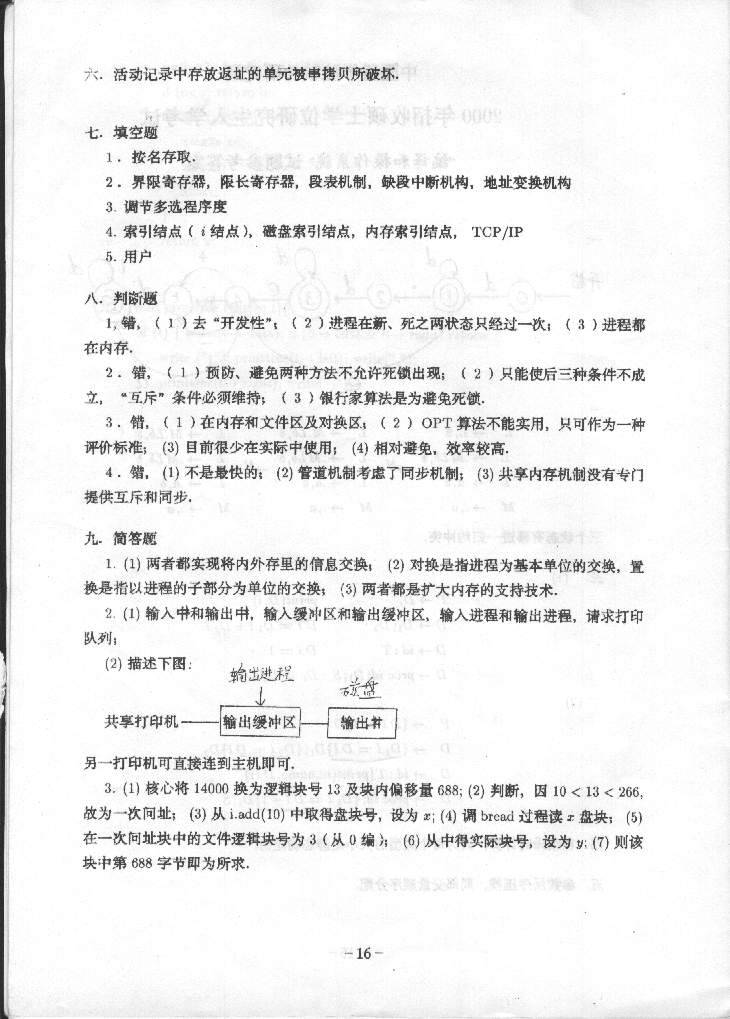 六. 活动记录中存放返址的单元被串拷贝所破坏.
七. 填空题
1. 按名存取.
2. 界限寄存器, 限长寄存器, 段表机制, 缺段中断机构, 地址变换机构
3. 调节多道程序度
4. 索引结点 ( i 结点), 磁盘索引结点, 内存索引结点, TCP/IP
5. 用户
八. 判断题
1, 错, ( 1 ) 去 “开发性”; ( 2 ) 进程在新、死之两状态只经过一次; ( 3 ) 进程都
在内存.
2. 错, ( 1 ) 预防、避免两种方法不允许死锁出现; ( 2 ) 只能使后三种条件不成
立, “互斥” 条件必须维持; ( 3 ) 银行家算法是为避免死锁.
3. 错, ( 1 ) 在内存和文件区及对换区; ( 2 ) OPT 算法不能实用, 只可作为一种
评价标准; (3) 目前很少在实际中使用; (4) 相对避免, 效率较高.
4. 错, (1) 不是最快的; (2) 管道机制考虑了同步机制; (3) 共享内存机制没有专门
提供互斥和同步.
九. 简答题
1. (1) 两者都实现将内外存里的信息交换; (2) 对换是指进程为基本单位的交换, 置
换是指以进程的子部分为单位的交换; (3) 两者都是扩大内存的支持技术.
2. (1) 输入井和输出井, 输入缓冲区和输出缓冲区, 输入进程和输出进程, 请求打印
队列;
(2) 描述下图:
输出进程
磁盘
共享打印机 输出缓冲区 输出井
另一打印机可直接连到主机即可.
3. (1) 核心将 14000 换为逻辑块号 13 及块内偏移量 688; (2) 判断, 因 10 < 13 < 266,
故为一次间址; (3) 从 i.add(10) 中取得盘块号, 设为 x; (4) 调 bread 过程读 x 盘块; (5)
在一次间址块中的文件逻辑块号为 3 ( 从 0 编 ); (6) 从中得实际块号, 设为 y; (7) 则该
块中第 688 字节即为所求.
– 16 –